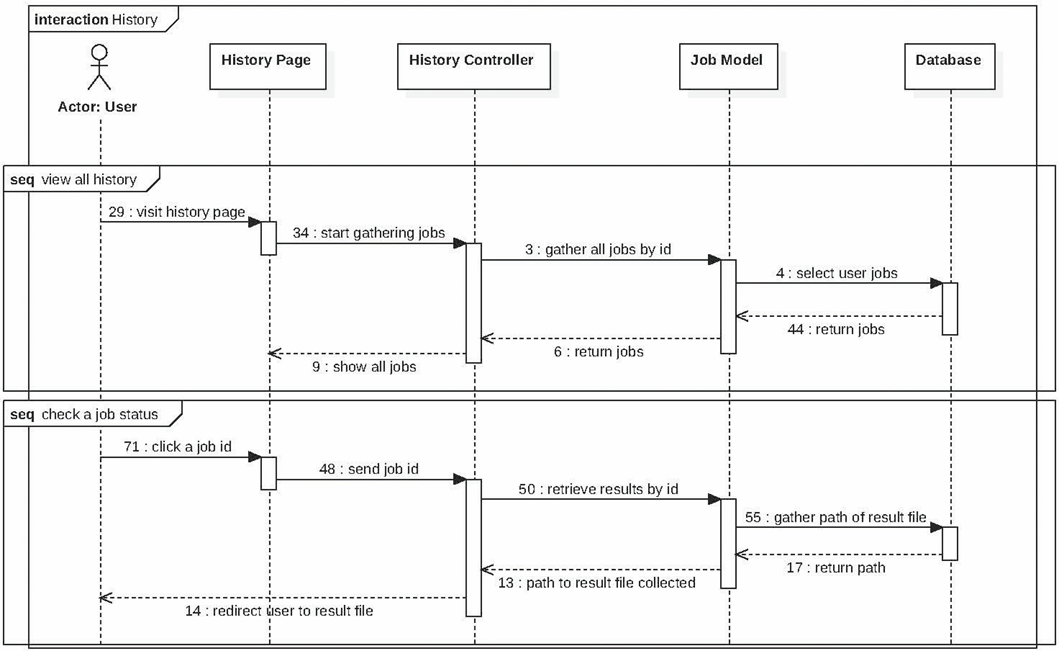 interaction History
History Page
History Controller
Job Model
Database
Actor: User
seq view all history
29 : visit history page
34 : start gathering jobs
3 : gather all jobs by id
4 : select user jobs
44 : return jobs
6 : return jobs
9 : show all jobs
seq check a job status
71 : click a job id
48 : send job id
50 : retrieve results by id
55 : gather path of result file
17 : return path
13 : path to result file collected
14 : redirect user to result file